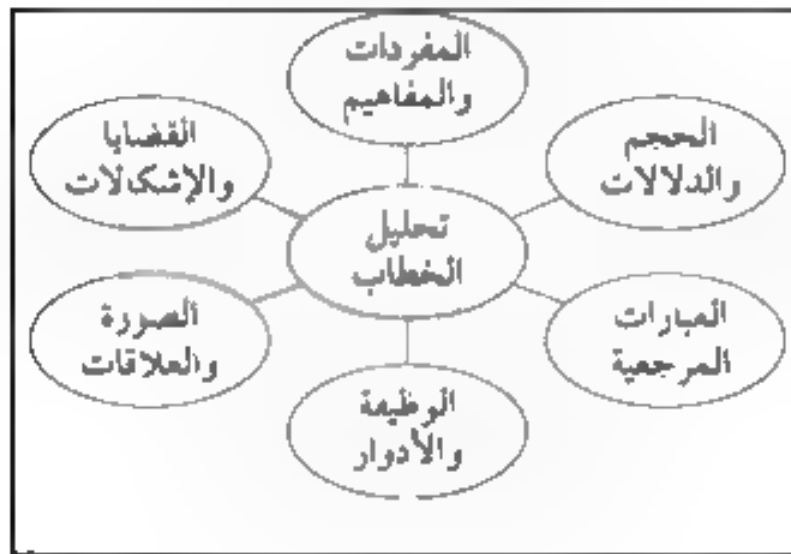 المفردات
والمفاهيم
الحجم
والدلالات
القضايا
والإشكالات
تحليل
الخطاب
العبارات
المرجعية
الصورة
والعلاقات
الوظيفة
والأدوار